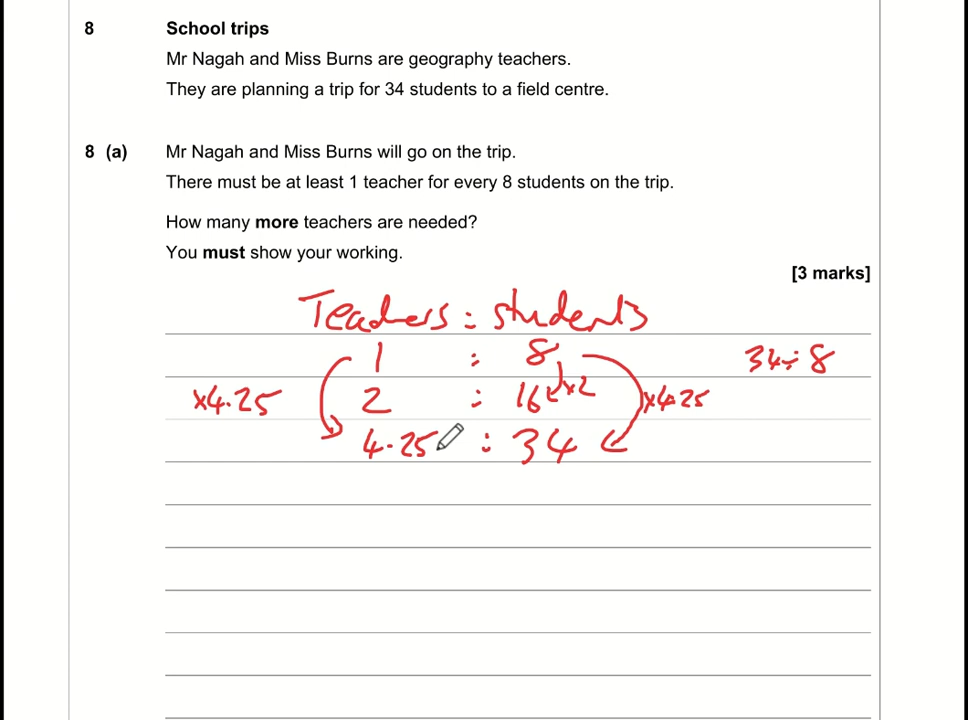 8 School trips
Mr Nagah and Miss Burns are geography teachers.
They are planning a trip for 34 students to a field centre.
8 (a) Mr Nagah and Miss Burns will go on the trip.
There must be at least 1 teacher for every 8 students on the trip.
How many more teachers are needed?
You must show your working.
[3 marks]
Teachers : students
1 : 8 34÷8
×4.25 2 : 16 ×2 ×4.25
4.25 : 34